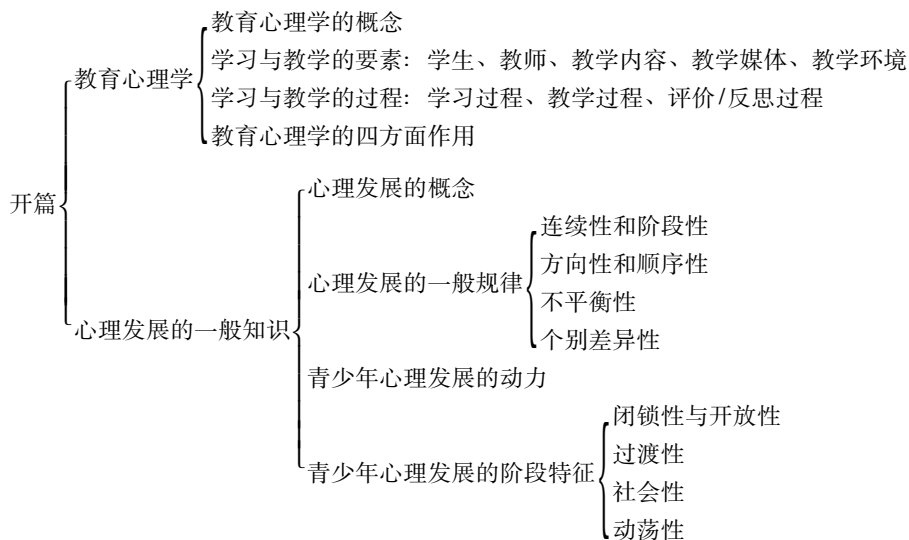 开篇
教育心理学
教育心理学的概念
学习与教学的要素：学生、教师、教学内容、教学媒体、教学环境
学习与教学的过程：学习过程、教学过程、评价/反思过程
教育心理学的四方面作用
心理发展的一般知识
心理发展的概念
心理发展的一般规律
连续性和阶段性
方向性和顺序性
不平衡性
个别差异性
青少年心理发展的动力
青少年心理发展的阶段特征
闭锁性与开放性
过渡性
社会性
动荡性